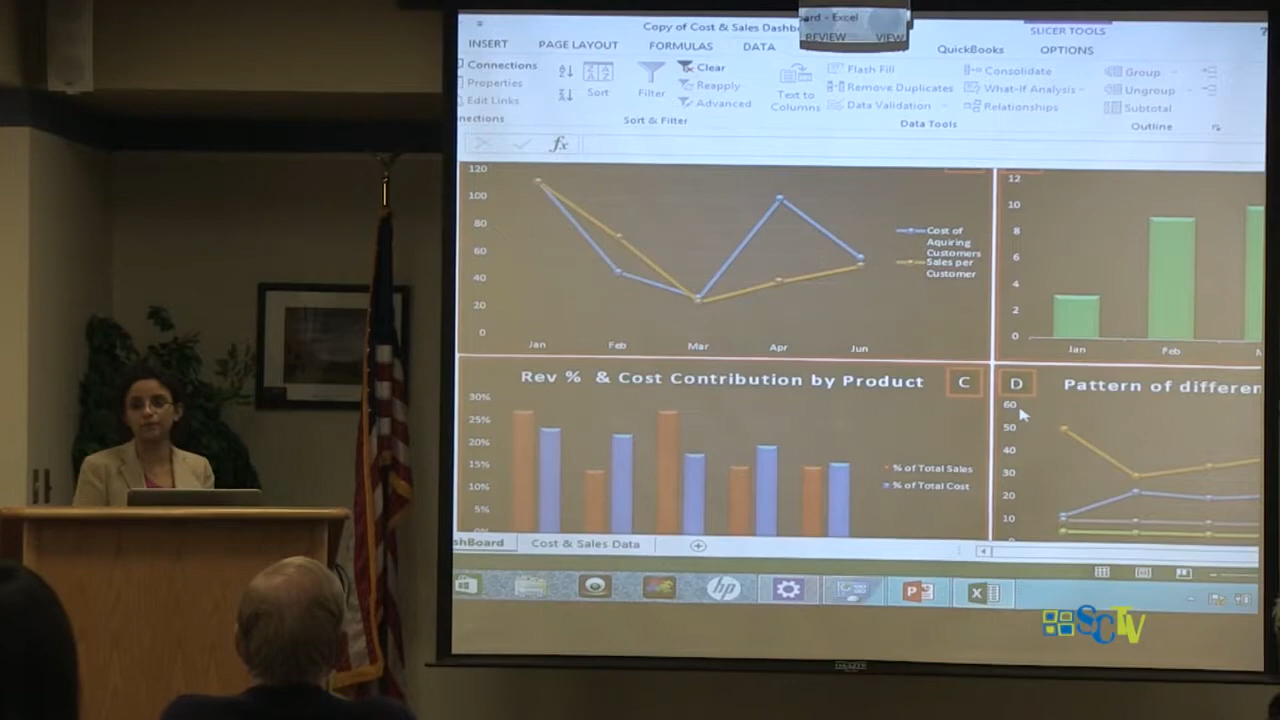 Copy of Cost & Sales Dashb
ard - Excel
SLICER TOOLS
INSERT PAGE LAYOUT FORMULAS DATA REVIEW VIEW QuickBooks OPTIONS
Connections
Properties
Edit Links
nections
Sort
Filter
Clear
Reapply
Advanced
Sort & Filter
Text to
Columns
Flash Fill
Remove Duplicates
Data Validation
Consolidate
What-If Analysis
Relationships
Data Tools
Group
Ungroup
Subtotal
Outline
fx
120
100
80
60
40
20
0
Jan Feb Mar Apr Jun
Cost of
Aquiring
Customers
Sales per
Customer
12
10
8
6
4
2
0
Jan Feb M
Rev % & Cost Contribution by Product C
30%
25%
20%
15%
10%
5%
0%
% of Total Sales
% of Total Cost
D Pattern of differen
60
50
40
30
20
10
shBoard Cost & Sales Data
hp
P
X
SCTV